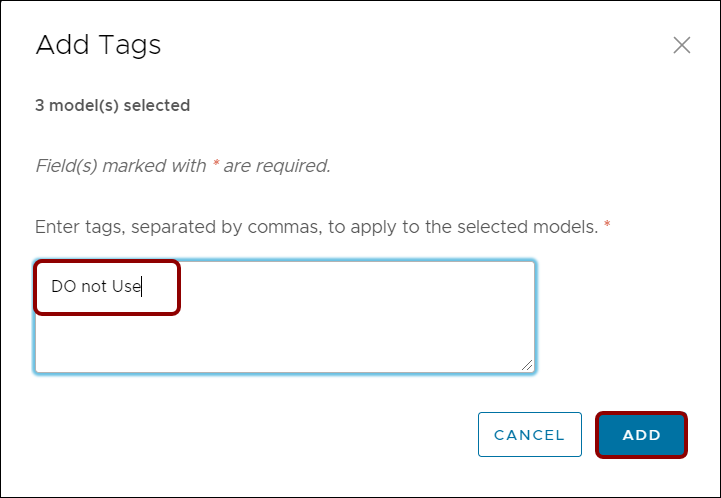 Add Tags
3 model(s) selected
Field(s) marked with * are required.
Enter tags, separated by commas, to apply to the selected models. *
DO not Use
CANCEL
ADD